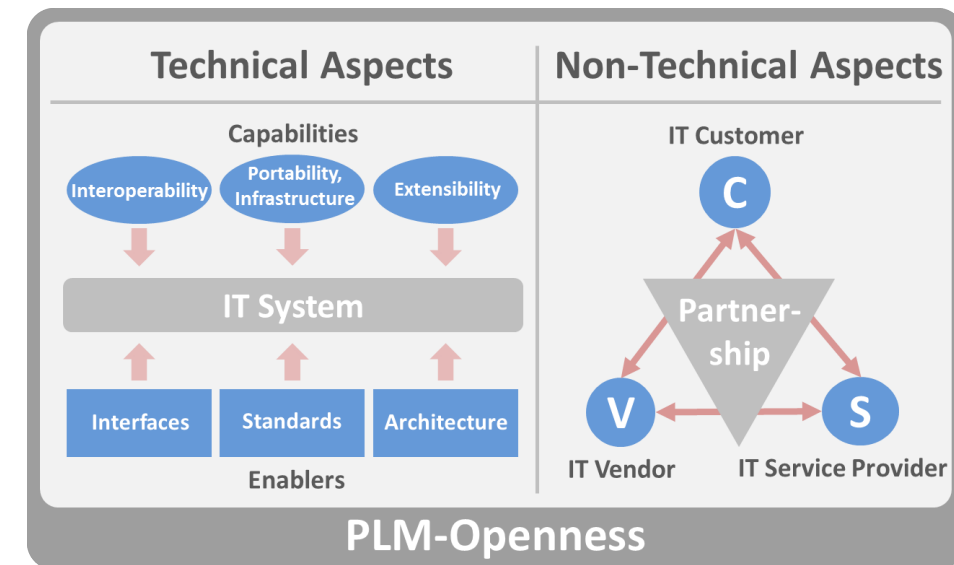 Technical Aspects
Non-Technical Aspects
Capabilities
Interoperability
Portability,
Infrastructure
Extensibility
IT System
Interfaces
Standards
Architecture
Enablers
IT Customer
C
Partner-
ship
V
S
IT Vendor
IT Service Provider
PLM-Openness